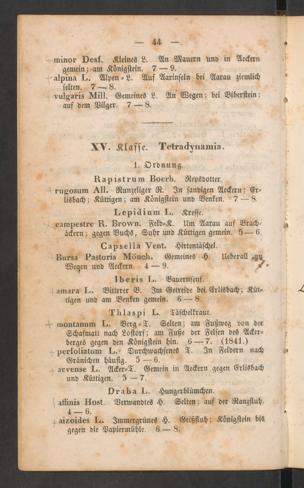 — 44 —
minor Desf. Kleines L. An Mauern und in Aeckern
gemein; am Königstein. 7—9.
alpina L. Alpen-L. Auf Aarinseln bei Aarau ziemlich
selten. 7—8.
vulgaris Mill. Gemeines L. An Wegen; bei Biberstein:
auf dem Bilger. 7—8.
XV. Klasse. Tetradynamia.
1. Ordnung.
Rapistrum Boerh. Repsdotter.
rugosum All. Runzeliger R. In sandigen Aeckern; Er-
lisbach; Küttigen; am Königstein und Benken. 7—8.
Lepidium L. Kresse.
campestre R. Brown. Feld-K. Um Aarau auf Brach-
äckern; gegen Buchs, Suhr und Küttigen gemein. 5—6.
Capsella Vent. Hirtentäschel.
Bursa Pastoris Mönch. Gemeines H. Ueberall an
Wegen und Aeckern. 4—9.
Iberis L. Bauernsenf.
amara L. Bitterer B. Im Getreide bei Erlisbach;Küt-
tigen und am Benken gemein. 6—8.
Thlaspi L. Täschelkraut.
montanum L. Berg-T. Selten; am Fußweg von der
Schafmatt nach Lostorf; am Fuße der Felsen des Acker-
berges gegen den Königstein hin. 6—7. (1841.)
perfoliatum L. Durchwachsenes T. In Feldern nach
Gränichen häufig. 5—6.
arvense L. Acker-T. Gemein in Aeckern gegen Erlisbach
und Küttigen. 5—7.
Draba L. Hungerblümchen.
affinis Host. Verwandtes H. Selten; auf der Ramsfluh.
4—6.
aizoides L. Immergrünes H. Geißfluh; Königstein bis
gegen die Papiermühle. 6—8.